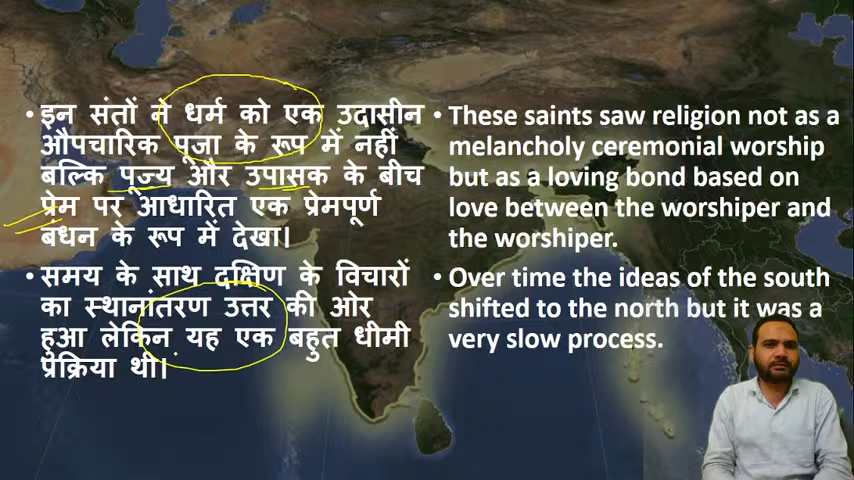 • इन संतों ने धर्म को एक उदासीन
औपचारिक पूजा के रूप में नहीं
बल्कि पूज्य और उपासक के बीच
प्रेम पर आधारित एक प्रेमपूर्ण
बंधन के रूप में देखा।
• समय के साथ दक्षिण के विचारों
का स्थानांतरण उत्तर की ओर
हुआ लेकिन यह एक बहुत धीमी
प्रक्रिया थी।
• These saints saw religion not as a
melancholy ceremonial worship
but as a loving bond based on
love between the worshiper and
the worshiper.
• Over time the ideas of the south
shifted to the north but it was a
very slow process.